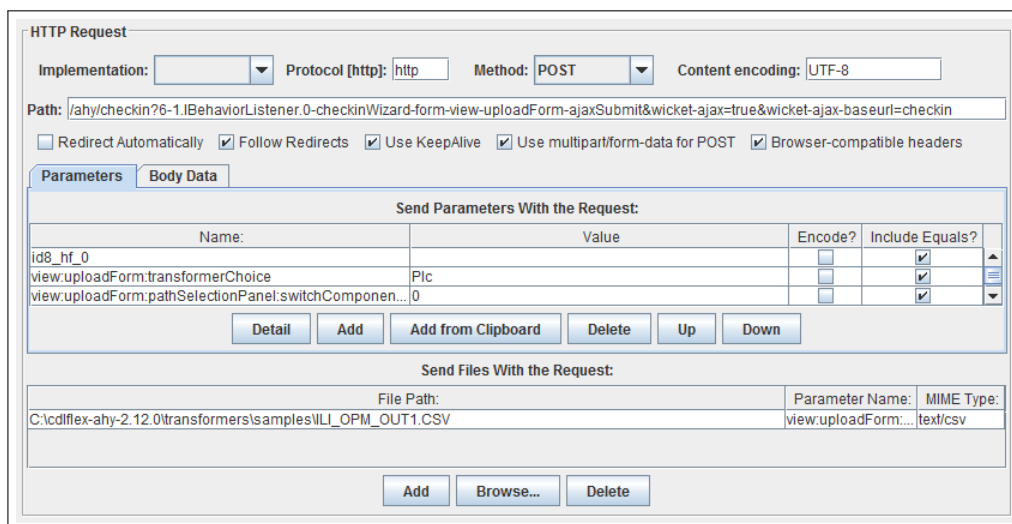 HTTP Request
Implementation: Protocol [http]: http Method: POST Content encoding: UTF-8
Path: /ahy/checkin?6-1.IBehaviorListener.0-checkinWizard-form-view-uploadForm-ajaxSubmit&wicket-ajax=true&wicket-ajax-baseurl=checkin
Redirect Automatically Follow Redirects Use KeepAlive Use multipart/form-data for POST Browser-compatible headers
Parameters Body Data
Send Parameters With the Request:
Name: Value Encode? Include Equals?
id8_hf_0
view:uploadForm:transformerChoice Plc
view:uploadForm:pathSelectionPanel:switchComponen... 0
Detail Add Add from Clipboard Delete Up Down
Send Files With the Request:
File Path: Parameter Name: MIME Type:
C:\cdlflex-ahy-2.12.0\transformers\samples\ILI_OPM_OUT1.CSV view:uploadForm:... text/csv
Add Browse... Delete